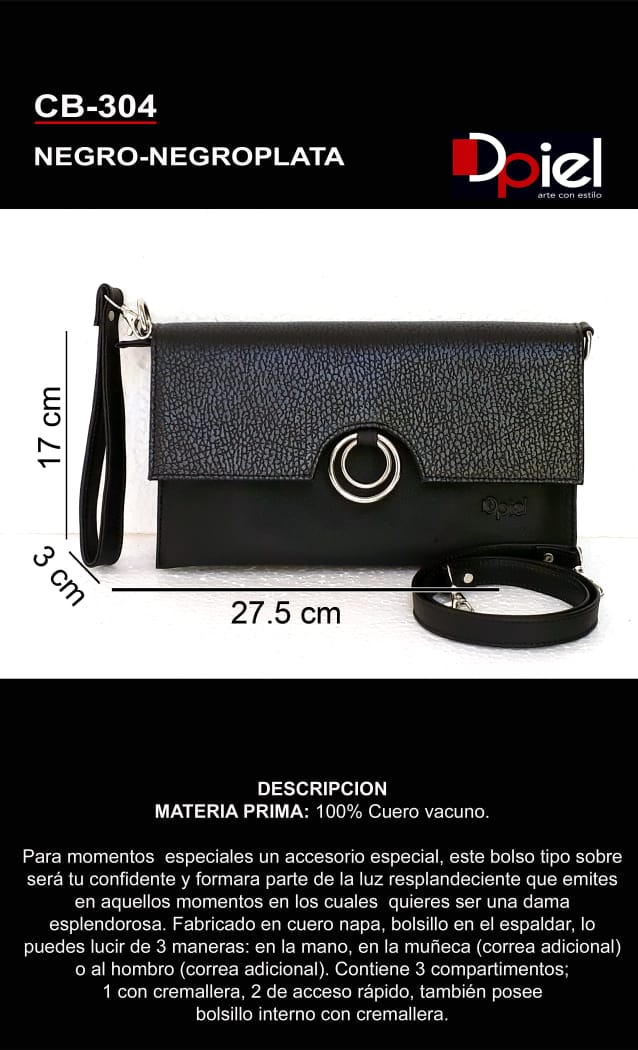 CB-304
NEGRO-NEGROPLATA
Dpiel
arte con estilo
17 cm
Dpiel
3 cm
27.5 cm
DESCRIPCION
MATERIA PRIMA: 100% Cuero vacuno.
Para momentos especiales un accesorio especial, este bolso tipo sobre
será tu confidente y formara parte de la luz resplandeciente que emites
en aquellos momentos en los cuales quieres ser una dama
esplendorosa. Fabricado en cuero napa, bolsillo en el espaldar, lo
puedes lucir de 3 maneras: en la mano, en la muñeca (correa adicional)
o al hombro (correa adicional). Contiene 3 compartimentos;
1 con cremallera, 2 de acceso rápido, también posee
bolsillo interno con cremallera.